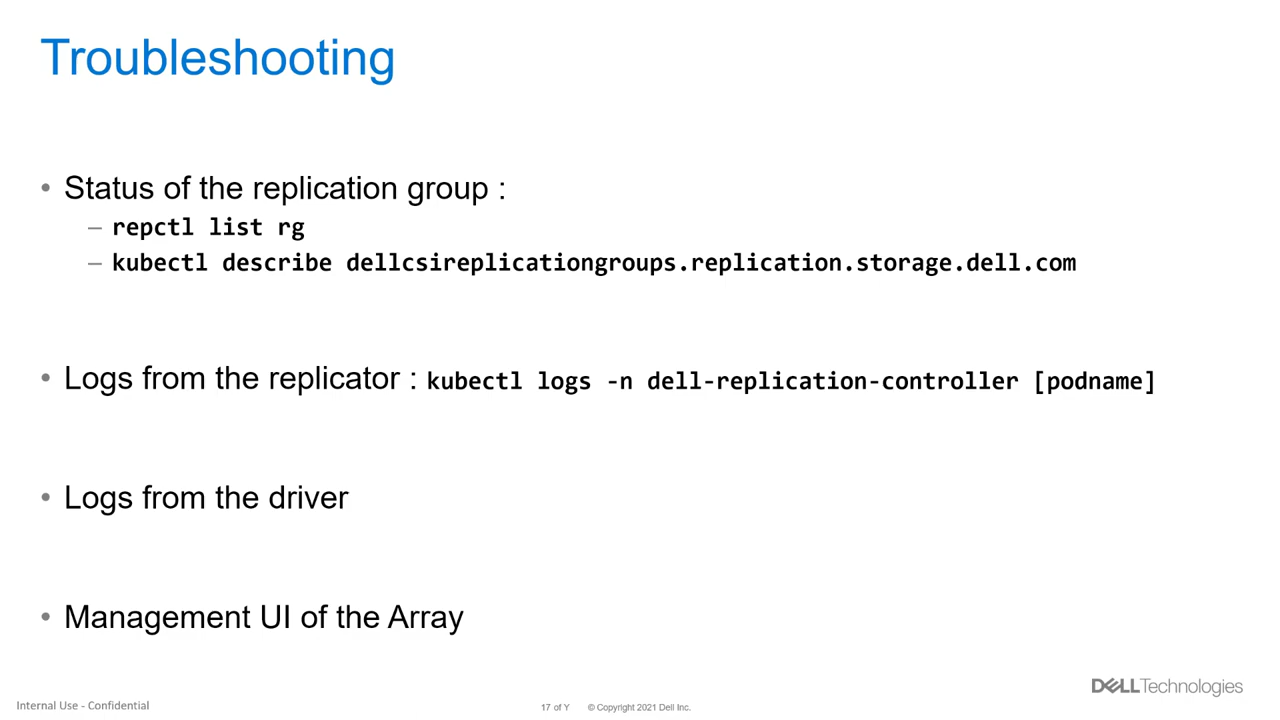 Troubleshooting
• Status of the replication group :
– repctl list rg
– kubectl describe dellcsireplicationgroups.replication.storage.dell.com
• Logs from the replicator : kubectl logs -n dell-replication-controller [podname]
• Logs from the driver
• Management UI of the Array
DELLTechnologies
Internal Use - Confidential
17 of Y
© Copyright 2021 Dell Inc.